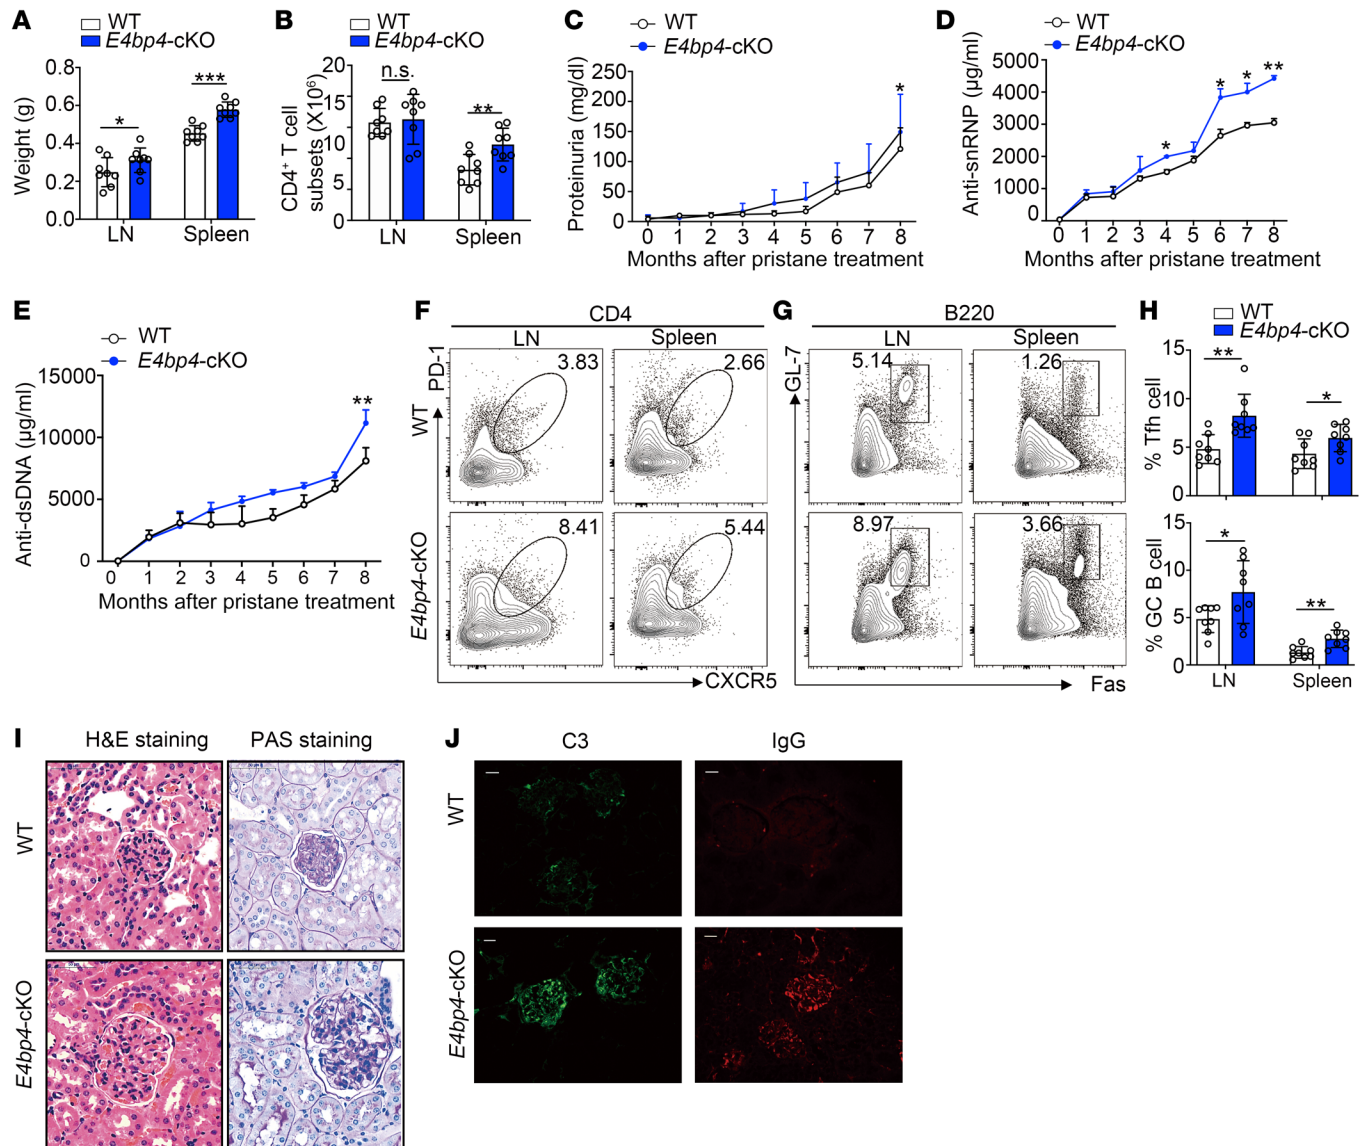 A
WT
E4bp4-cKO
Weight (g)
0.8
0.6
0.4
0.2
0.0
*
***
LN
Spleen
B
WT
E4bp4-cKO
CD4+ T cell
subsets (X10⁶)
20
15
10
5
0
n.s.
**
LN
Spleen
C
WT
E4bp4-cKO
Proteinuria (mg/dl)
250
200
150
100
50
0
*
0 1 2 3 4 5 6 7 8
Months after pristane treatment
D
WT
E4bp4-cKO
Anti-snRNP (µg/ml)
5000
4000
3000
2000
1000
0
* * * **
0 1 2 3 4 5 6 7 8
Months after pristane treatment
E
WT
E4bp4-cKO
Anti-dsDNA (µg/ml)
15000
10000
5000
0
**
0 1 2 3 4 5 6 7 8
Months after pristane treatment
F
CD4
LN
Spleen
PD-1
WT
3.83
2.66
E4bp4-cKO
8.41
5.44
CXCR5
G
B220
LN
Spleen
GL-7
5.14
1.26
8.97
3.66
Fas
H
WT
E4bp4-cKO
% Tfh cell
15
10
5
0
**
*
% GC B cell
15
10
5
0
*
**
LN
Spleen
I
H&E staining
PAS staining
WT
E4bp4-cKO
J
C3
IgG
WT
E4bp4-cKO